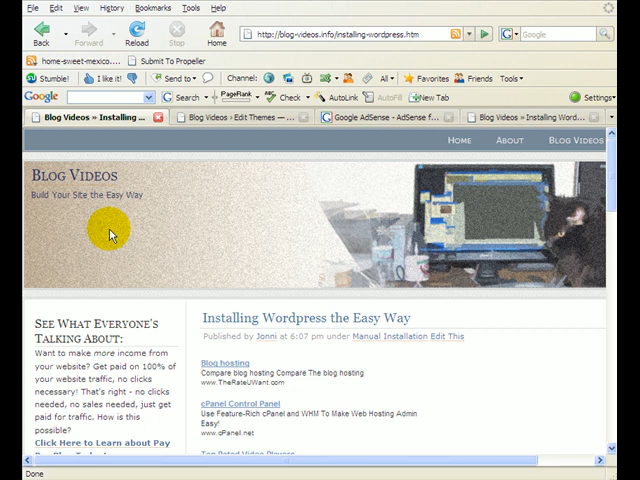 File Edit View History Bookmarks Tools Help
Back Forward Reload Stop Home http://blog-videos.info/installing-wordpress.htm Google
home-sweet-mexico.... Submit To Propeller
Stumble! I like it! Send to Channel: All Favorites Friends Tools
Google Search PageRank Check AutoLink AutoFill New Tab Settings
Blog Videos » Installing ... Blog Videos › Edit Themes — ... Google AdSense - AdSense f... Blog Videos » Installing Word...
Home About Blog Videos
Blog Videos
Build Your Site the Easy Way
See What Everyone's
Talking About:
Want to make more income from
your website? Get paid on 100% of
your website traffic, no clicks
necessary! That's right - no clicks
needed, no sales needed, just get
paid for traffic. How is this
possible?
Click Here to Learn about Pay
Installing Wordpress the Easy Way
Published by Jonni at 6:07 pm under Manual Installation Edit This
Blog hosting
Compare blog hosting Compare The blog hosting
www.TheRateUWant.com
cPanel Control Panel
Use Feature-Rich cPanel and WHM To Make Web Hosting Admin
Easy!
www.cPanel.net
Top Rated Video Players
Done